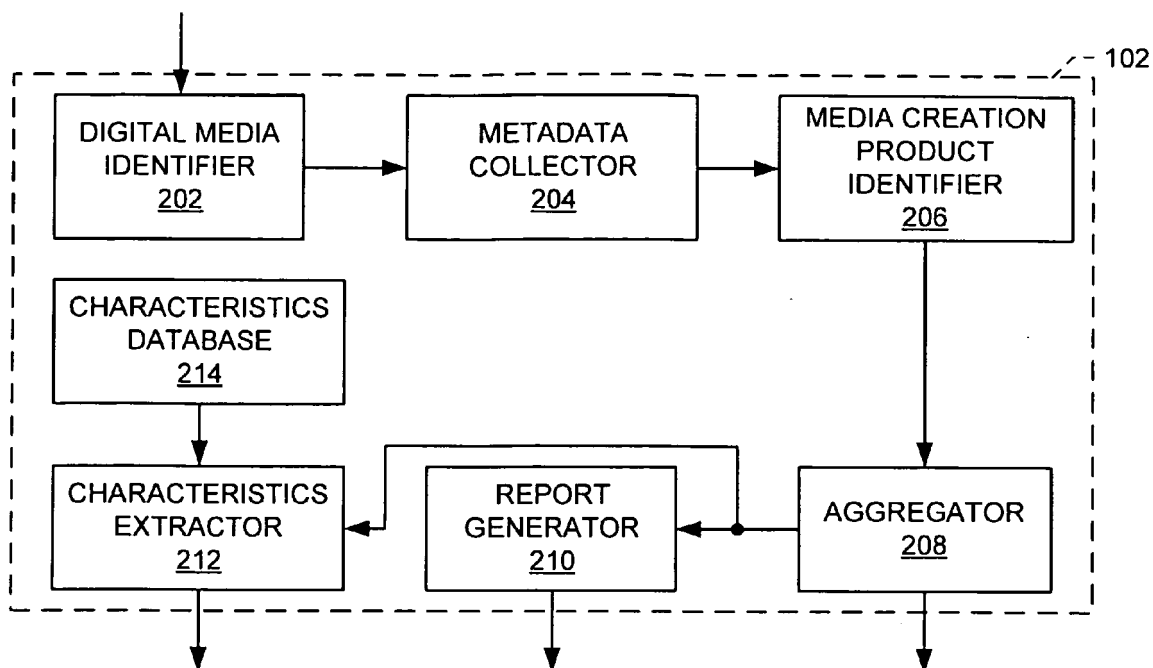 102
DIGITAL MEDIA
IDENTIFIER
202
METADATA
COLLECTOR
204
MEDIA CREATION
PRODUCT
IDENTIFIER
206
CHARACTERISTICS
DATABASE
214
CHARACTERISTICS
EXTRACTOR
212
REPORT
GENERATOR
210
AGGREGATOR
208